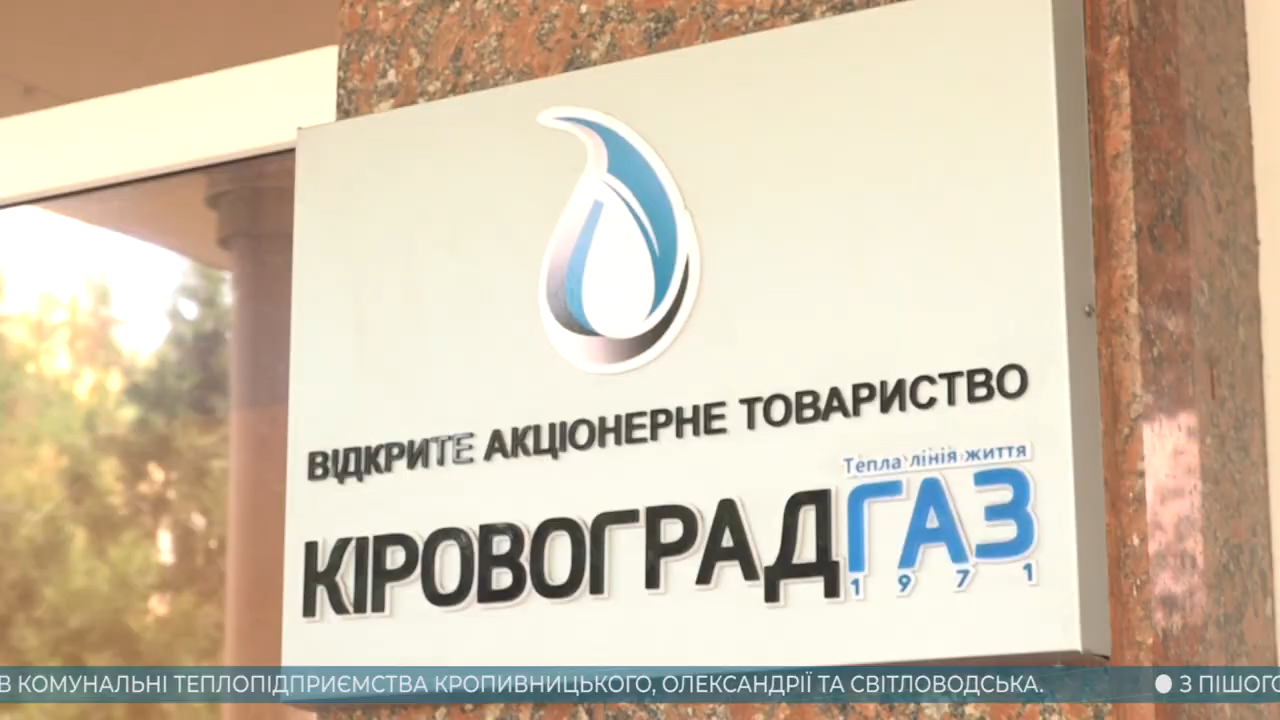 ВІДКРИТЕ АКЦІОНЕРНЕ ТОВАРИСТВО
Тепла лінія життя
КІРОВОГРАДГАЗ
1971
В КОМУНАЛЬНІ ТЕПЛОПІДПРИЄМСТВА КРОПИВНИЦЬКОГО, ОЛЕКСАНДРІЇ ТА СВІТЛОВОДСЬКА. ● З ПІШОГО